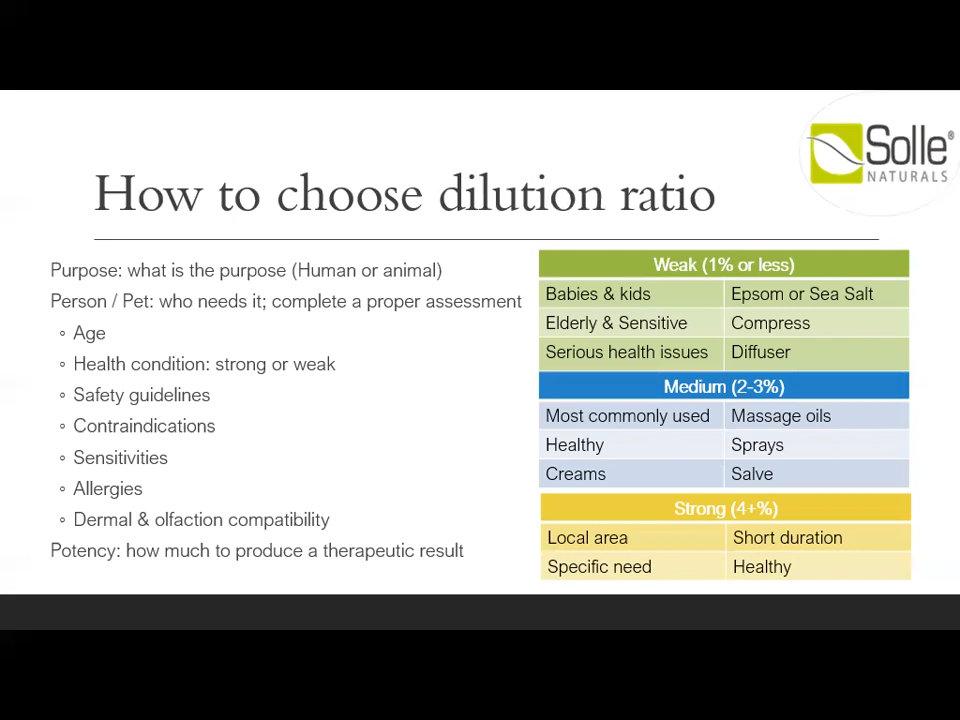 Solle®
NATURALS
How to choose dilution ratio
Purpose: what is the purpose (Human or animal)
Person / Pet: who needs it; complete a proper assessment
◦ Age
◦ Health condition: strong or weak
◦ Safety guidelines
◦ Contraindications
◦ Sensitivities
◦ Allergies
◦ Dermal & olfaction compatibility
Potency: how much to produce a therapeutic result
Weak (1% or less)
Babies & kids Epsom or Sea Salt
Elderly & Sensitive Compress
Serious health issues Diffuser
Medium (2-3%)
Most commonly used Massage oils
Healthy Sprays
Creams Salve
Strong (4+%)
Local area Short duration
Specific need Healthy